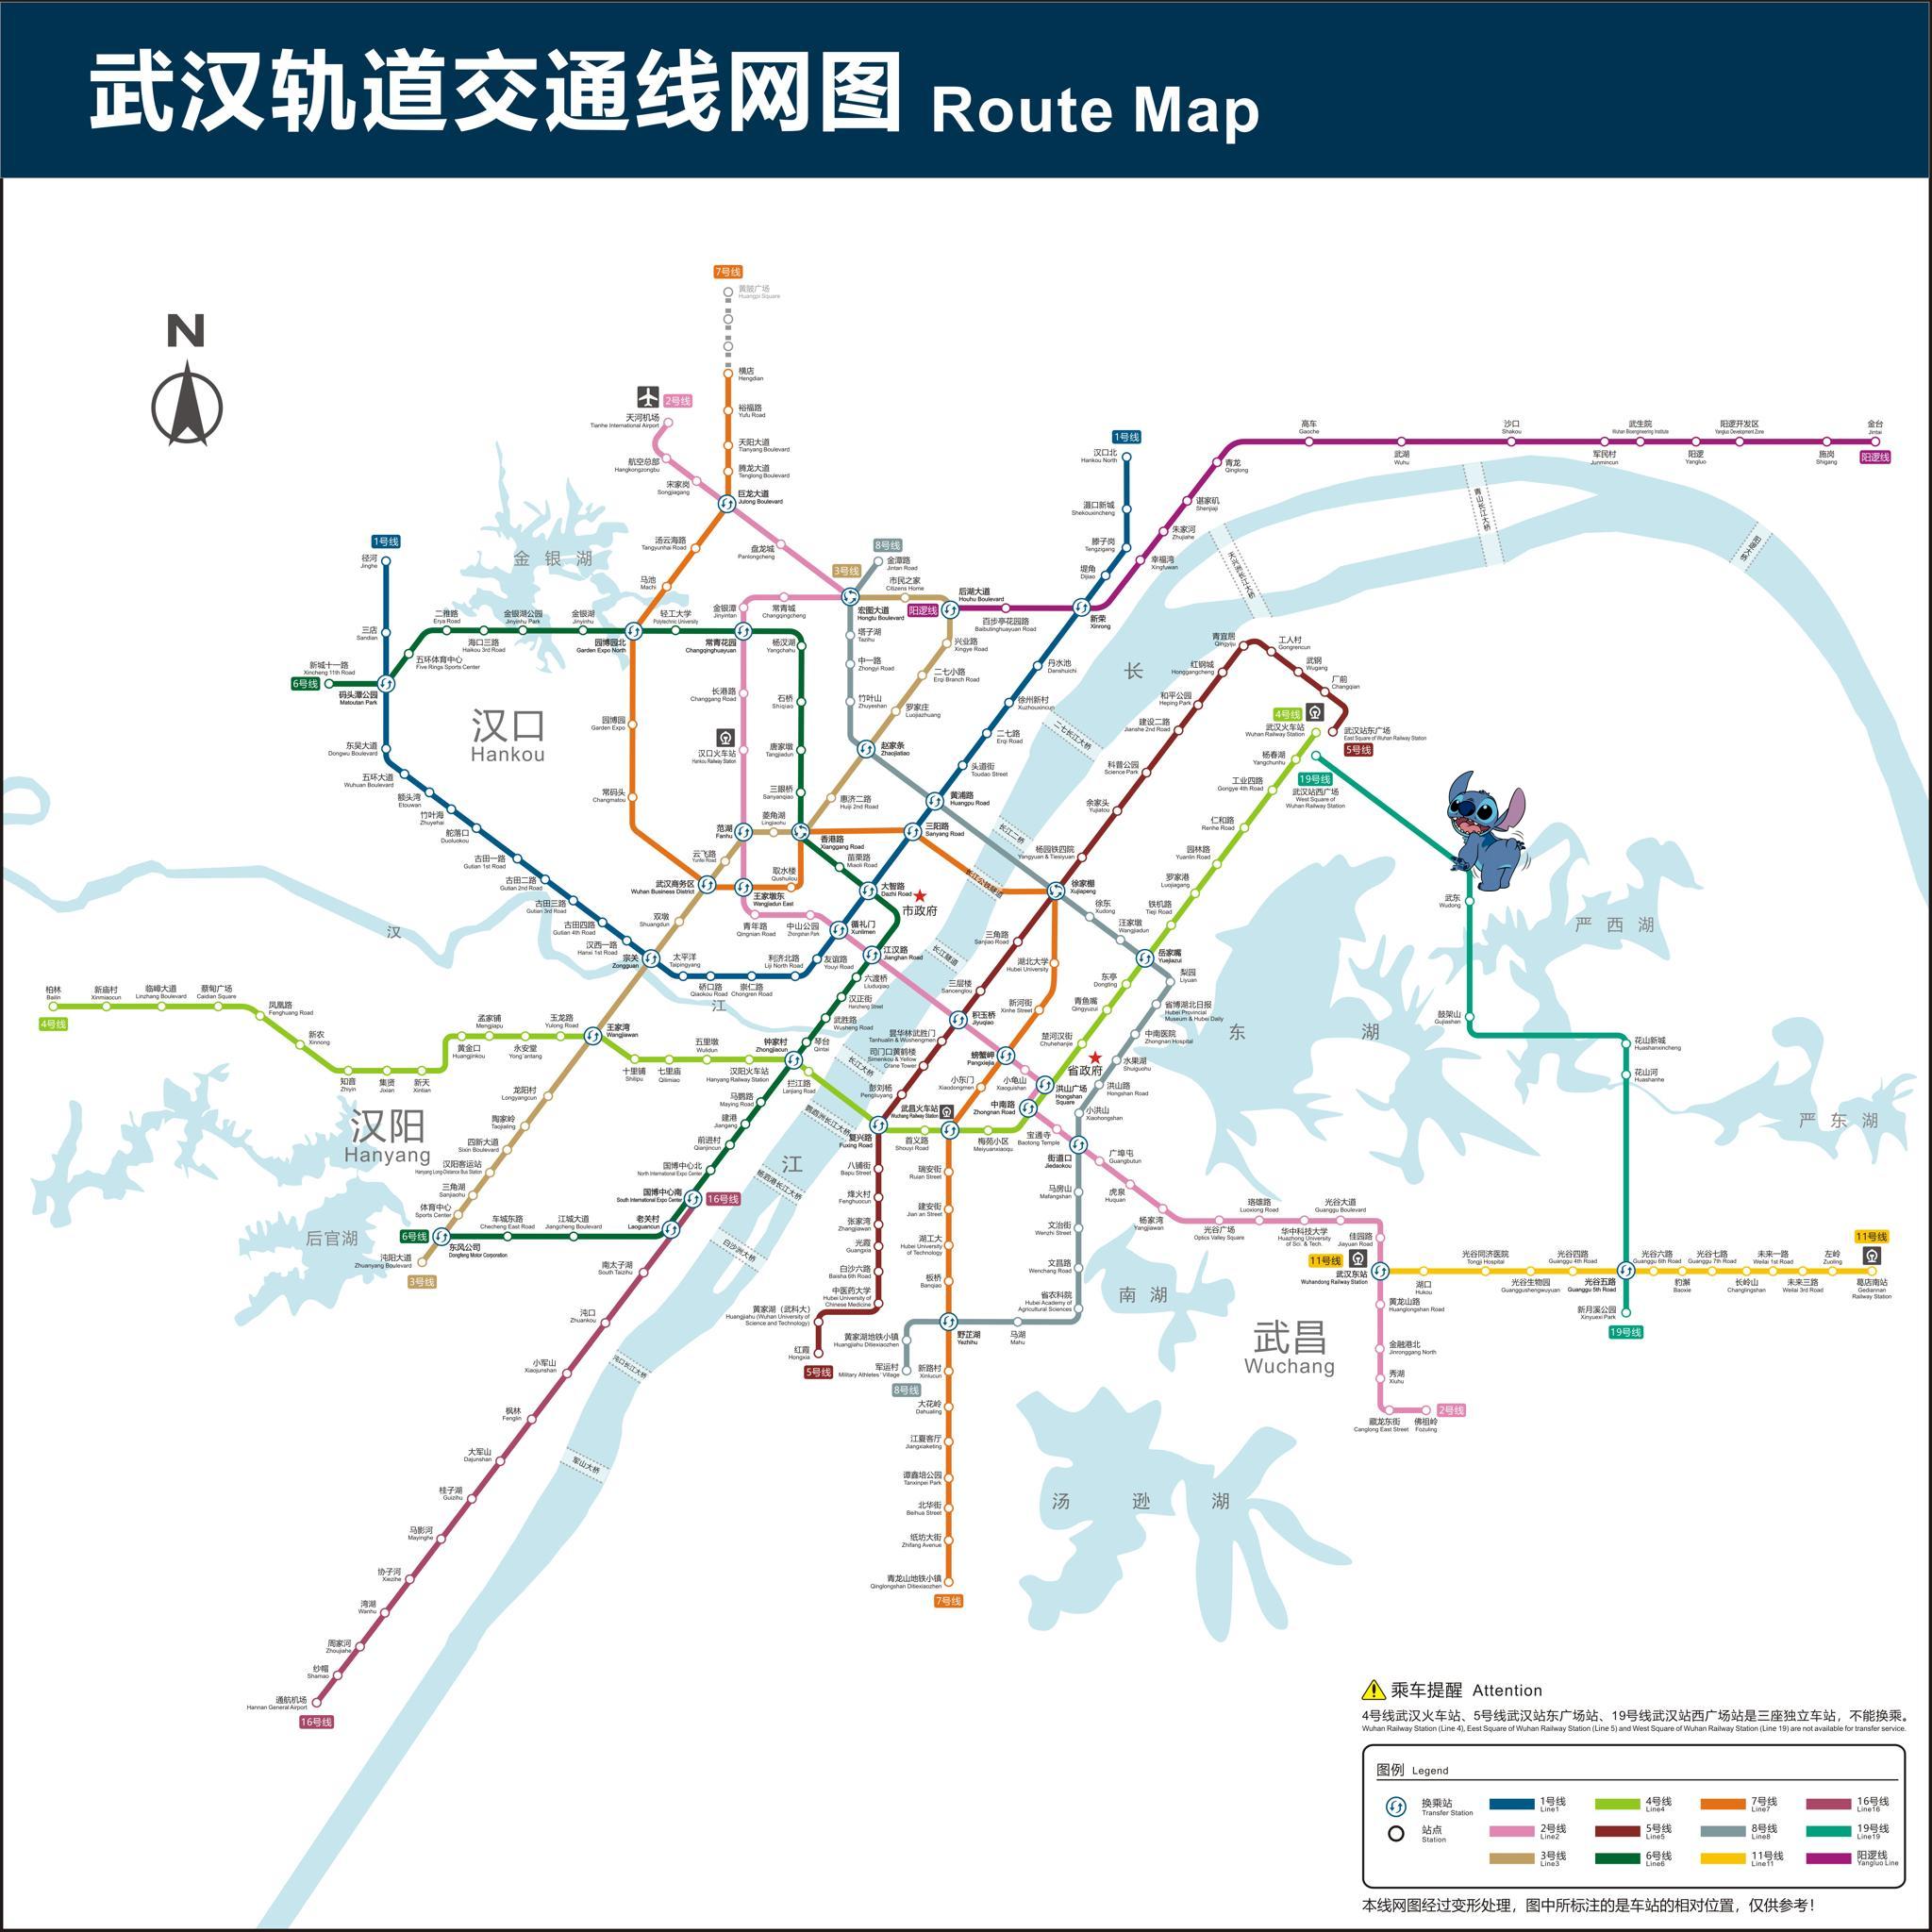 武汉轨道交通线网图 Route Map
N
7号线
黄陂广场
Huangpi Square
横店
Hengdian
裕福路
Yufu Road
天阳大道
Tianyang Boulevard
腾龙大道
Tenglong Boulevard
巨龙大道
Julong Boulevard
2号线
天河机场
Tianhe International Airport
航空总部
Hangkongzongbu
宋家岗
Songjiagang
盘龙城
Panlongcheng
汤云海路
Tangyunhai Road
马池
Machi
1号线
汉口北
Hankou North
滠口新城
Shekouxincheng
滕子岗
Tengzigang
堤角
Dijiao
新荣
Xinrong
丹水池
Danshuichi
徐州新村
Xuzhouxincun
二七路
Erqi Road
头道街
Toudao Street
黄浦路
Huangpu Road
三阳路
Sanyang Road
大智路
Dazhi Road
循礼门
Xunlimen
友谊路
Youyi Road
利济北路
Liji North Road
崇仁路
Chongren Road
硚口路
Qiaokou Road
太平洋
Taipingyang
宗关
Zongguan
汉西一路
Hanxi 1st Road
古田四路
Gutian 4th Road
古田三路
Gutian 3rd Road
古田二路
Gutian 2nd Road
古田一路
Gutian 1st Road
舵落口
Duoluokou
竹叶海
Zhuyehai
额头湾
Etouwan
五环大道
Wuhuan Boulevard
东吴大道
Dongwu Boulevard
码头潭公园
Matoutan Park
三店
Sandian
径河
Jinghe
1号线
高车
Gaoche
武湖
Wuhu
沙口
Shakou
军民村
Junmincun
武生院
Wuhan Bioengineering Institute
阳逻
Yangluo
阳逻开发区
Yangluo Development Zone
施岗
Shigang
金台
Jintai
阳逻线
青龙
Qinglong
谌家矶
Shenjiaji
朱家河
Zhujiahe
幸福湾
Xingfuwan
百步亭花园路
Baibutinghuayuan Road
后湖大道
Houhu Boulevard
阳逻线
8号线
金潭路
Jintan Road
3号线
市民之家
Citizens Home
宏图大道
Hongtu Boulevard
塔子湖
Tazihu
中一路
Zhongyi Road
竹叶山
Zhuyeshan
赵家条
Zhaojiatiao
兴业路
Xingye Road
二七小路
Erqi Branch Road
罗家庄
Luojiazhuang
惠济二路
Huiji 2nd Road
香港路
Xianggang Road
菱角湖
Lingjiaohu
范湖
Fanhu
云飞路
Yunfei Road
武汉商务区
Wuhan Business District
双墩
Shuangdun
王家湾
Wangjiawan
龙阳村
Longyangcun
陶家岭
Taojialing
四新大道
Sixin Boulevard
汉阳客运站
Hanyang Long-Distance Bus Station
三角湖
Sanjiaohu
体育中心
Sports Center
东风公司
Dongfeng Motor Corporation
沌阳大道
Zhuanyang Boulevard
3号线
6号线
新城十一路
Xincheng 11th Road
五环体育中心
Five Rings Sports Center
二雅路
Erya Road
海口三路
Haikou 3rd Road
金银湖公园
Jinyinhu Park
金银湖
Jinyinhu
园博园北
Garden Expo North
轻工大学
Polytechnic University
常青花园
Changqinghuayuan
杨汊湖
Yangchahu
石桥
Shiqiao
唐家墩
Tangjiadun
三眼桥
Sanyanqiao
苗栗路
Miaoli Road
江汉路
Jianghan Road
六渡桥
Liuduqiao
汉正街
Hanzheng Street
武胜路
Wusheng Road
琴台
Qintai
钟家村
Zhongjiacun
马鹦路
Maying Road
建港
Jiangang
前进村
Qianjincun
国博中心北
North International Expo Center
国博中心南
South International Expo Center
16号线
老关村
Laoguancun
江城大道
Jiangcheng Boulevard
车城东路
Checheng East Road
6号线
金银潭
Jinyintan
常青城
Changqingcheng
长港路
Changgang Road
汉口火车站
Hankou Railway Station
王家墩东
Wangjiadun East
青年路
Qingnian Road
中山公园
Zhongshan Park
取水楼
Qushuilou
园博园
Garden Expo
常码头
Changmatou
金银湖
汉口
Hankou
汉
江
长
江
市政府
省政府
汉阳
Hanyang
后官湖
4号线
柏林
Bailin
新庙村
Xinmiaocun
临嶂大道
Linzhang Boulevard
蔡甸广场
Caidian Square
凤凰路
Fenghuang Road
新农
Xinnong
知音
Zhiyin
集贤
Jixian
新天
Xintian
黄金口
Huangjinkou
孟家铺
Mengjiapu
永安堂
Yong'antang
玉龙路
Yulong Road
十里铺
Shilipu
七里庙
Qilimiao
五里墩
Wulidun
汉阳火车站
Hanyang Railway Station
拦江路
Lanjiang Road
复兴路
Fuxing Road
首义路
Shouyi Road
武昌火车站
Wuchang Railway Station
梅苑小区
Meiyuanxiaoqu
中南路
Zhongnan Road
洪山广场
Hongshan Square
楚河汉街
Chuhehanjie
青鱼嘴
Qingyuzui
东亭
Dongting
岳家嘴
Yuejiazui
铁机路
Tieji Road
罗家港
Luojiagang
园林路
Yuanlin Road
仁和路
Renhe Road
工业四路
Gongye 4th Road
杨春湖
Yangchunhu
武汉火车站
Wuhan Railway Station
4号线
武汉站东广场
East Square of Wuhan Railway Station
5号线
厂前
Changqian
武钢
Wugang
工人村
Gongrencun
青宜居
Qingyiju
红钢城
Honggangcheng
和平公园
Heping Park
建设二路
Jianshe 2nd Road
科普公园
Science Park
余家头
Yujiatou
杨园铁四院
Yangyuan & Tiesiyuan
徐家棚
Xujiapeng
三角路
Sanjiao Road
三层楼
Sancenglou
积玉桥
Jiyuqiao
昙华林武胜门
Tanhualin & Wushengmen
司门口黄鹤楼
Simenkou & Yellow Crane Tower
彭刘杨
Pengliuyang
八铺街
Bapu Street
烽火村
Fenghuocun
张家湾
Zhangjiawan
光霞
Guangxia
白沙六路
Baisha 6th Road
中医药大学
Hubei University of Chinese Medicine
黄家湖（武科大）
Huangjiahu (Wuhan University of Science and Technology)
红霞
Hongxia
5号线
19号线
武汉站西广场
West Square of
Wuhan Railway Station
武东
Wudong
鼓架山
Gujiashan
花山新城
Huashanxincheng
花山河
Huashanhe
光谷五路
Guanggu 5th Road
新月溪公园
Xinyuexi Park
19号线
徐东
Xudong
汪家墩
Wangjiadun
梨园
Liyuan
省博湖北日报
Hubei Provincial
Museum & Hubei Daily
中南医院
Zhongnan Hospital
水果湖
Shuiguohu
洪山路
Hongshan Road
小洪山
Xiaohongshan
街道口
Jiedaokou
马房山
Mafangshan
文治街
Wenzhi Street
文昌路
Wenchang Road
省农科院
Hubei Academy of
Agricultural Sciences
马湖
Mahu
野芷湖
Yezhihu
黄家湖地铁小镇
Huangjiahu Ditiexiaozhen
军运村
Military Athletes' Village
8号线
湖北大学
Hubei University
新河街
Xinhe Street
螃蟹岬
Pangxiejia
小龟山
Xiaoguishan
小东门
Xiaodongmen
瑞安街
Ruian Street
建安街
Jian an Street
湖工大
Hubei University of Technology
板桥
Banqiao
新路村
Xinlucun
大花岭
Dahualing
江夏客厅
Jiangxiaketing
谭鑫培公园
Tanxinpei Park
北华街
Beihua Street
纸坊大街
Zhifang Avenue
青龙山地铁小镇
Qinglongshan Ditiexiaozhen
7号线
宝通寺
Baotong Temple
广埠屯
Guangbutun
虎泉
Huquan
杨家湾
Yangjiawan
光谷广场
Optics Valley Square
珞雄路
Luoxiong Road
华中科技大学
Huazhong University of Sci. & Tech.
光谷大道
Guanggu Boulevard
佳园路
Jiayuan Road
11号线
武汉东站
Wuhandong Railway Station
黄龙山路
Huanglongshan Road
金融港北
Jinronggang North
秀湖
Xiuhu
藏龙东街
Canglong East Street
佛祖岭
Fozuling
2号线
湖口
Hukou
光谷同济医院
Tongji Hospital
光谷生物园
Guanggushengwuyuan
光谷四路
Guanggu 4th Road
光谷六路
Guanggu 6th Road
豹澥
Baoxie
光谷七路
Guanggu 7th Road
长岭山
Changlingshan
未来一路
Weilai 1st Road
未来三路
Weilai 3rd Road
左岭
Zuoling
葛店南站
Gediannan
Railway Station
11号线
南太子湖
South Taizihu
沌口
Zhuankou
小军山
Xiaojunshan
枫林
Fenglin
大军山
Dajunshan
桂子湖
Guizihu
马影河
Mayinghe
协子河
Xiezihe
湾湖
Wanhu
周家河
Zhoujiahe
纱帽
Shamao
通航机场
Hannan General Airport
16号线
天兴洲长江大桥
青山长江大桥
阳逻大桥
二七长江大桥
长江二桥
长江公铁隧道
长江隧道
长江大桥
鹦鹉洲长江大桥
杨泗港长江大桥
白沙洲大桥
沌口长江大桥
军山大桥
东湖
严西湖
严东湖
南湖
武昌
Wuchang
汤逊湖
乘车提醒 Attention
4号线武汉火车站、5号线武汉站东广场站、19号线武汉站西广场站是三座独立车站，不能换乘。
Wuhan Railway Station (Line 4), Eest Square of Wuhan Railway Station (Line 5) and West Square of Wuhan Railway Station (Line 19) are not available for transfer service.
图例 Legend
换乘站
Transfer Station
站点
Station
1号线
Line1
2号线
Line2
3号线
Line3
4号线
Line4
5号线
Line5
6号线
Line6
7号线
Line7
8号线
Line8
11号线
Line11
16号线
Line16
19号线
Line19
阳逻线
Yangluo Line
本线网图经过变形处理，图中所标注的是车站的相对位置，仅供参考！